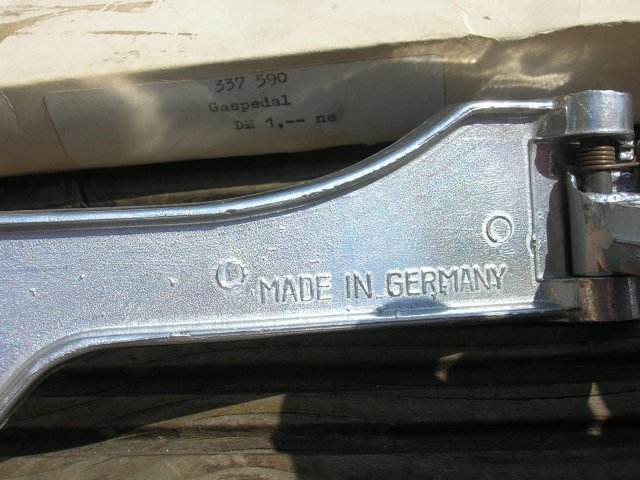 337 590
Gaspedal
DM 1,-- ne
MADE IN GERMANY